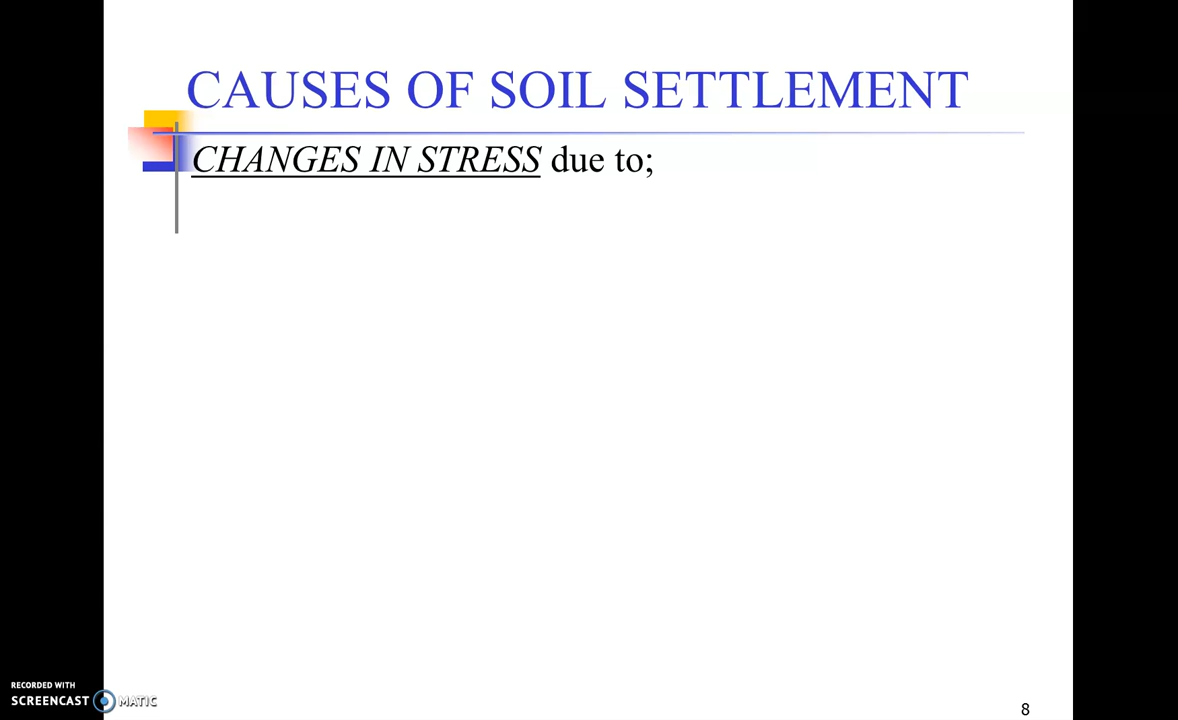 CAUSES OF SOIL SETTLEMENT
CHANGES IN STRESS due to;
RECORDED WITH
SCREENCAST MATIC
8